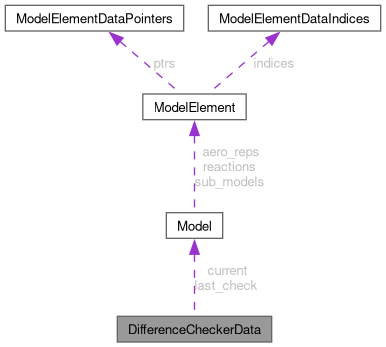 ModelElementDataPointers
ModelElementDataIndices
ptrs
indices
ModelElement
aero_reps
reactions
sub_models
Model
current
last_check
DifferenceCheckerData